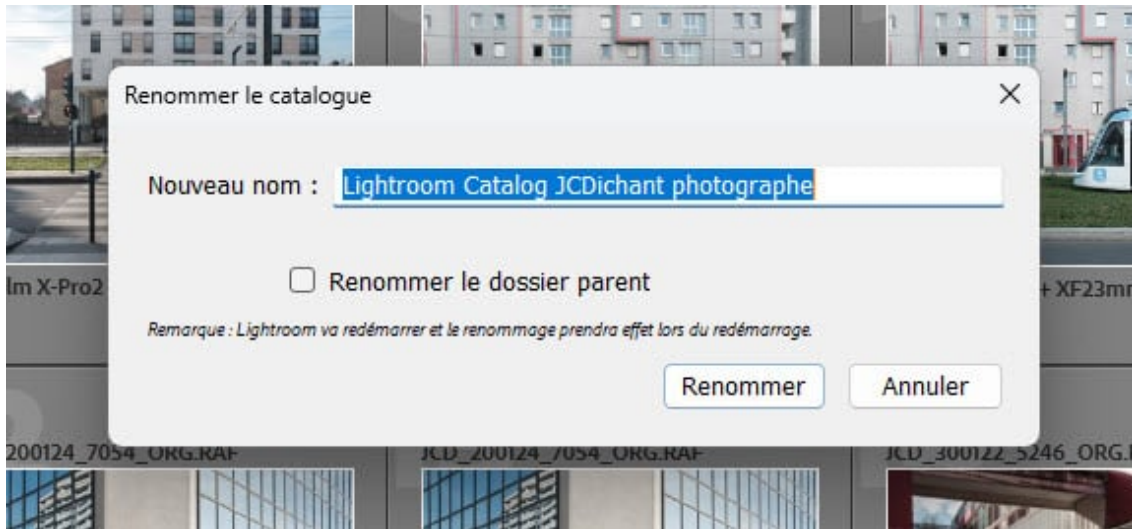 Renommer le catalogue
Nouveau nom : Lightroom Catalog JCDichant photographe
Renommer le dossier parent
lm X-Pro2
+ XF23mm
Remarque : Lightroom va redémarrer et le renommage prendra effet lors du redémarrage.
Renommer Annuler
200124_7054_ORG.RAF JCD_200124_7054_ORG.RAF JCD_300122_5246_ORG.